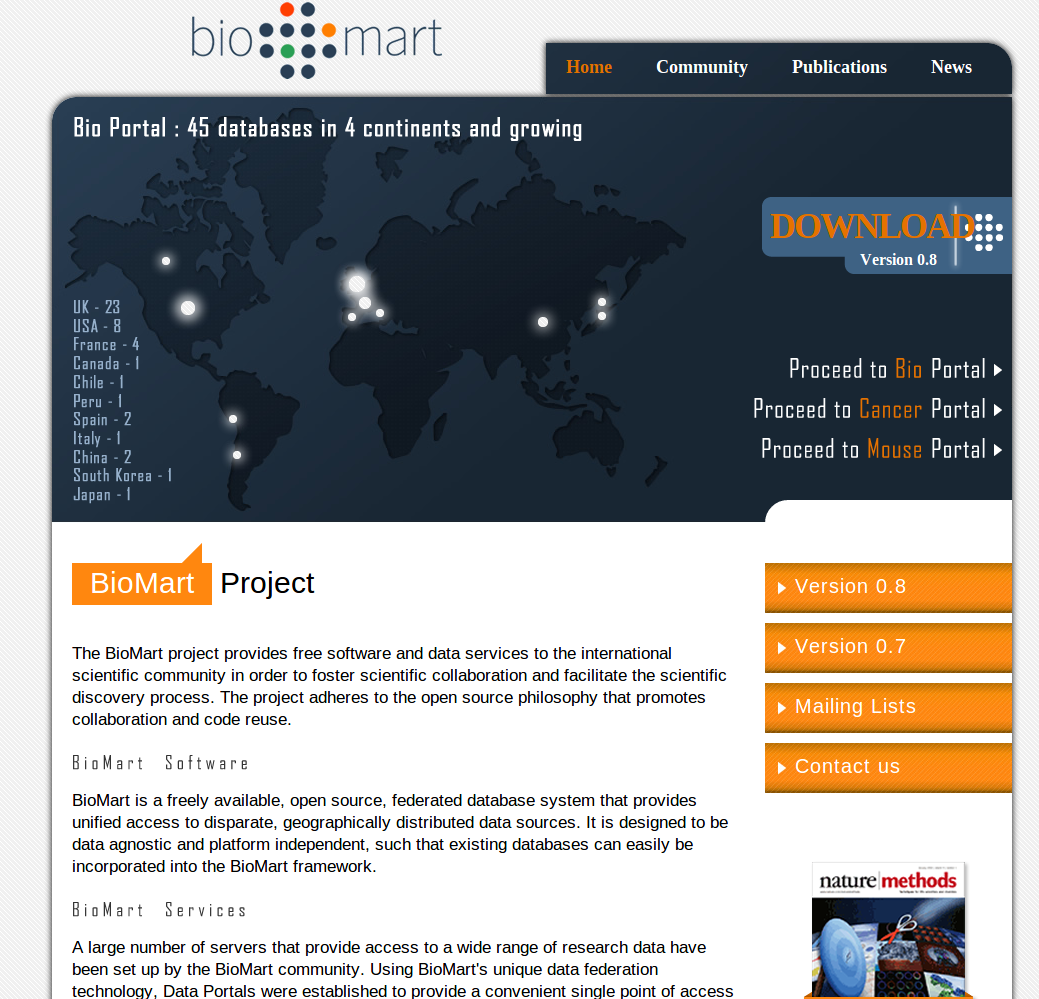 bio mart
Home Community Publications News
Bio Portal : 45 databases in 4 continents and growing
DOWNLOAD
Version 0.8
UK - 23
USA - 8
France - 4
Canada - 1
Chile - 1
Peru - 1
Spain - 2
Italy - 1
China - 2
South Korea - 1
Japan - 1
Proceed to Bio Portal
Proceed to Cancer Portal
Proceed to Mouse Portal
BioMart Project
The BioMart project provides free software and data services to the international
scientific community in order to foster scientific collaboration and facilitate the scientific
discovery process. The project adheres to the open source philosophy that promotes
collaboration and code reuse.
BioMart Software
BioMart is a freely available, open source, federated database system that provides
unified access to disparate, geographically distributed data sources. It is designed to be
data agnostic and platform independent, such that existing databases can easily be
incorporated into the BioMart framework.
BioMart Services
A large number of servers that provide access to a wide range of research data have
been set up by the BioMart community. Using BioMart's unique data federation
technology, Data Portals were established to provide a convenient single point of access
Version 0.8
Version 0.7
Mailing Lists
Contact us
nature methods